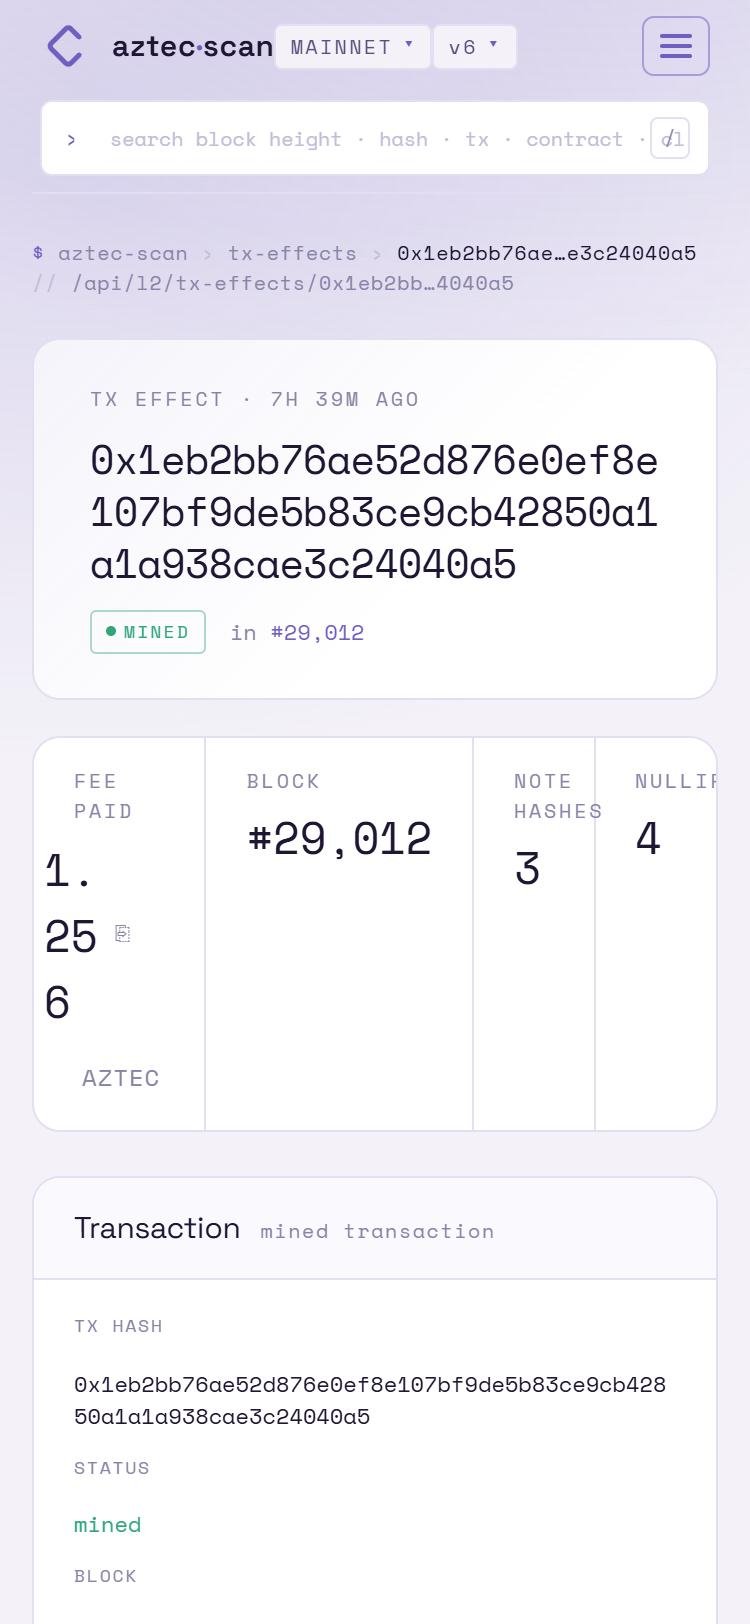 aztec·scan MAINNET ▾ v6 ▾
> search block height · hash · tx · contract · /
$ aztec-scan > tx-effects > 0x1eb2bb76ae…e3c24040a5
// /api/l2/tx-effects/0x1eb2bb…4040a5
TX EFFECT · 7H 39M AGO
0x1eb2bb76ae52d876e0ef8e
107bf9de5b83ce9cb42850a1
a1a938cae3c24040a5
MINED in #29,012
FEE
PAID
1.
25
6
AZTEC
BLOCK
#29,012
NOTE
HASHES
3
NULLIF
4
Transaction mined transaction
TX HASH
0x1eb2bb76ae52d876e0ef8e107bf9de5b83ce9cb428
50a1a1a938cae3c24040a5
STATUS
mined
BLOCK